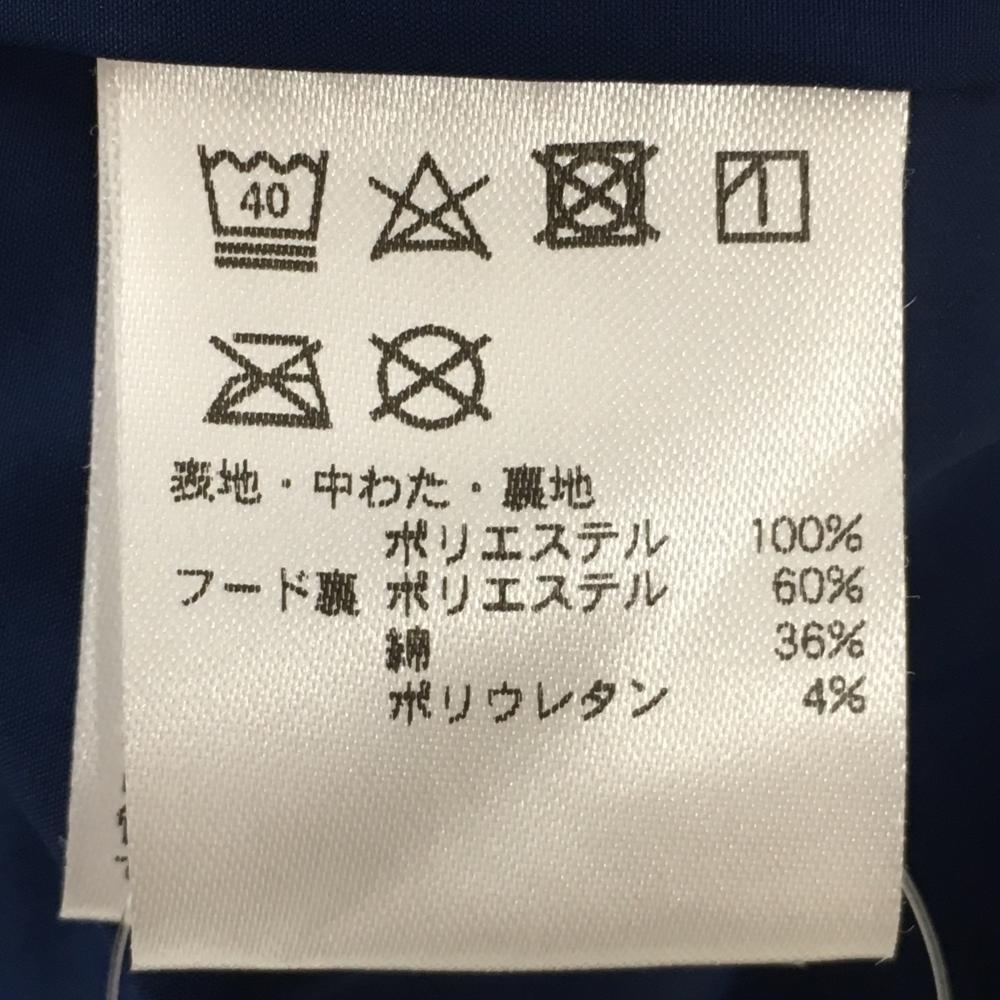 40
表地・中わた・裏地
ポリエステル 100%
フード裏 ポリエステル 60%
綿 36%
ポリウレタン 4%